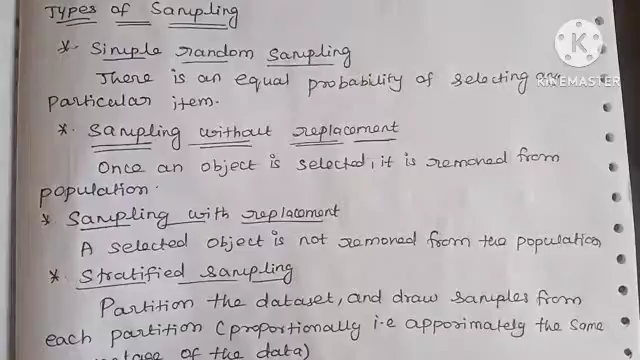 Types of Sampling
* Simple random sampling
There is an equal probability of selecting any
particular item.
* Sampling without replacement
Once an object is selected, it is removed from
population.
* Sampling with replacement
A selected object is not removed from the population
* Stratified sampling
Partition the dataset, and draw samples from
each partition (proportionally i.e apporimately the same
of the data)
K
KINEMASTER